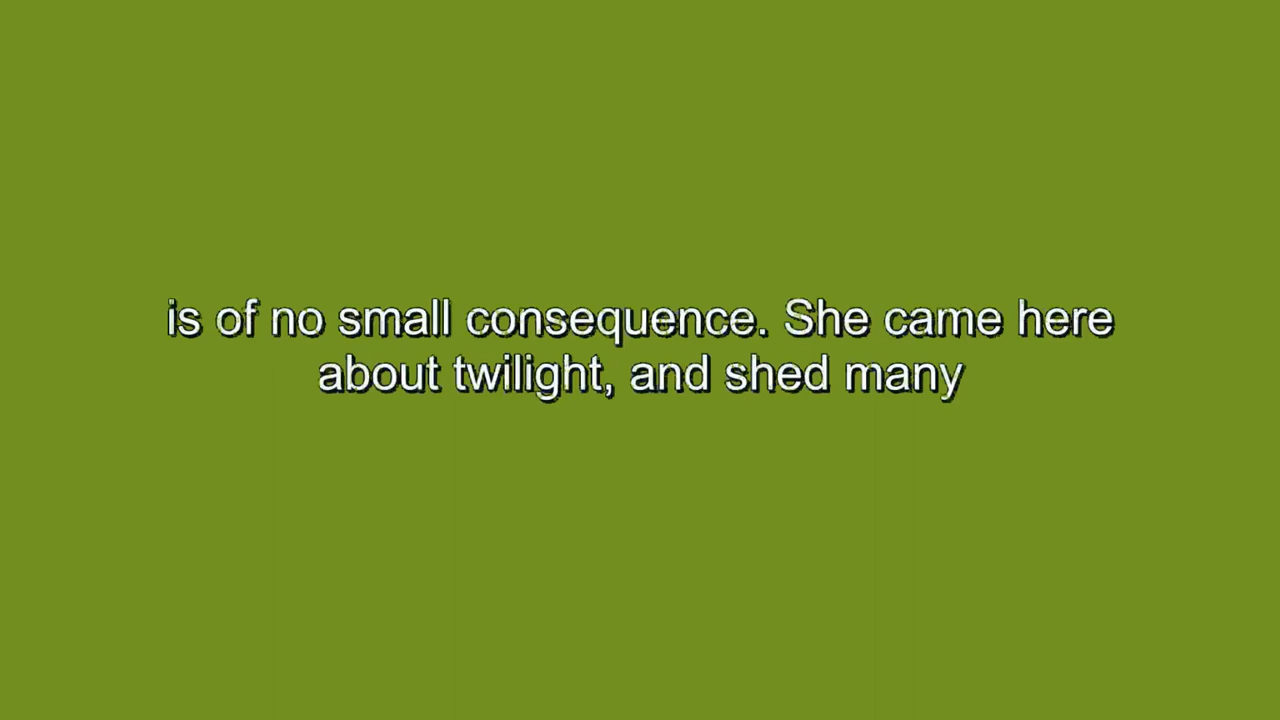 is of no small consequence. She came here
about twilight, and shed many